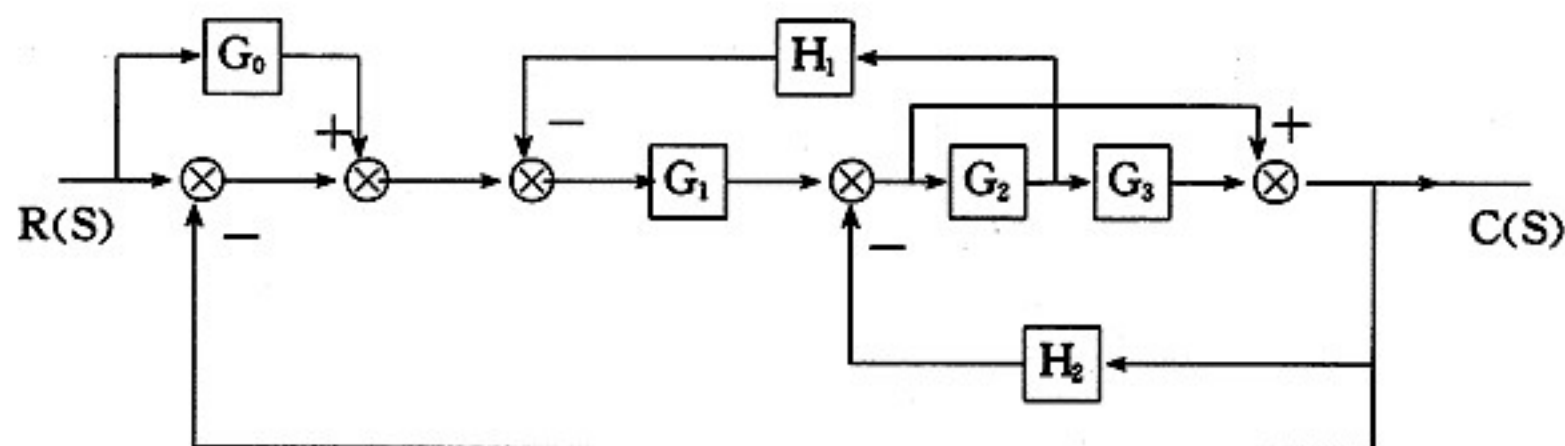 G₀
H₁
+
−
+
G₁
G₂
G₃
R(S)
−
−
C(S)
H₂